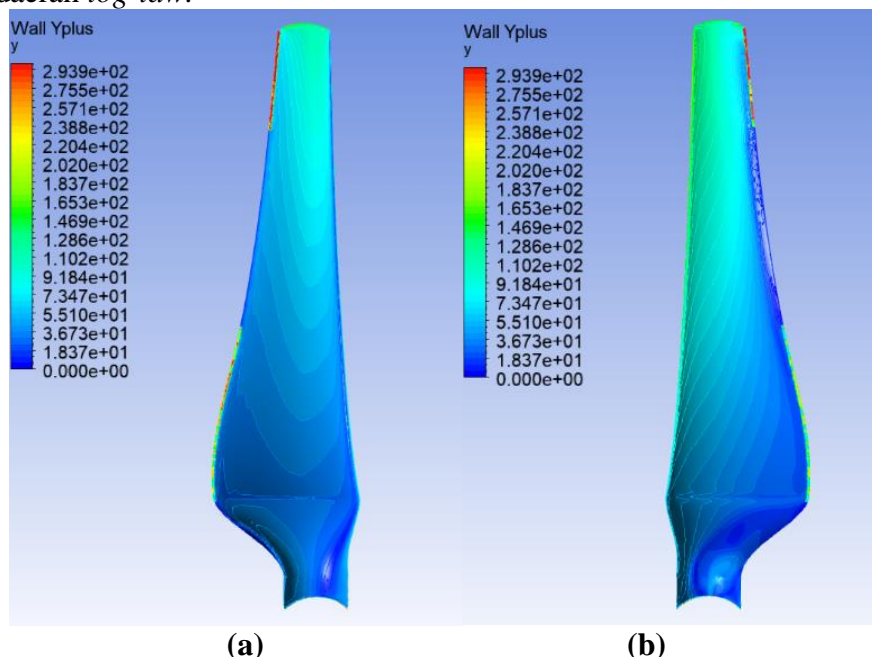 daerah log-law.
Wall Yplus
y
2.939e+02
2.755e+02
2.571e+02
2.388e+02
2.204e+02
2.020e+02
1.837e+02
1.653e+02
1.469e+02
1.286e+02
1.102e+02
9.184e+01
7.347e+01
5.510e+01
3.673e+01
1.837e+01
0.000e+00
Wall Yplus
y
2.939e+02
2.755e+02
2.571e+02
2.388e+02
2.204e+02
2.020e+02
1.837e+02
1.653e+02
1.469e+02
1.286e+02
1.102e+02
9.184e+01
7.347e+01
5.510e+01
3.673e+01
1.837e+01
0.000e+00
(a)
(b)